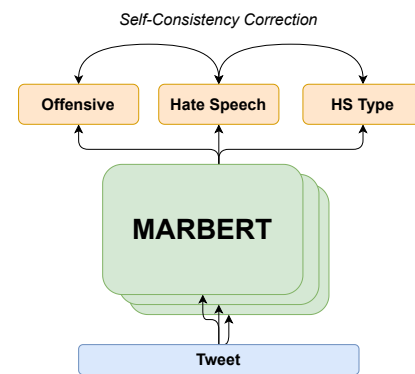 Self-Consistency Correction
Offensive
Hate Speech
HS Type
MARBERT
Tweet